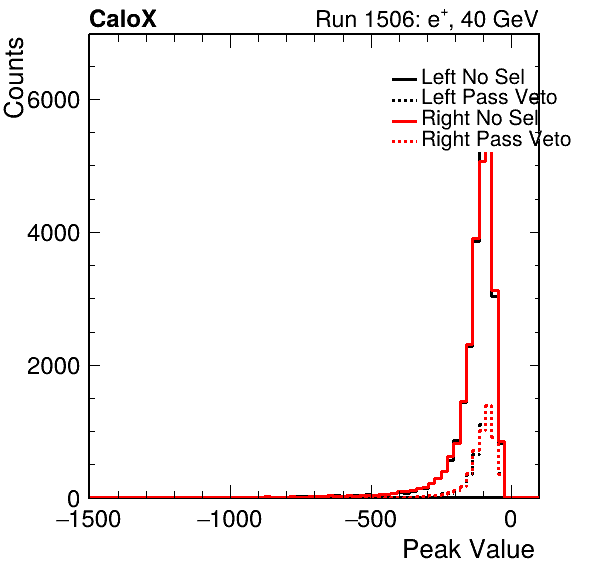 CaloX Run 1506: e⁺, 40 GeV
Counts
Left No Sel
Left Pass Veto
Right No Sel
Right Pass Veto
6000
4000
2000
0
−1500 −1000 −500 0
Peak Value